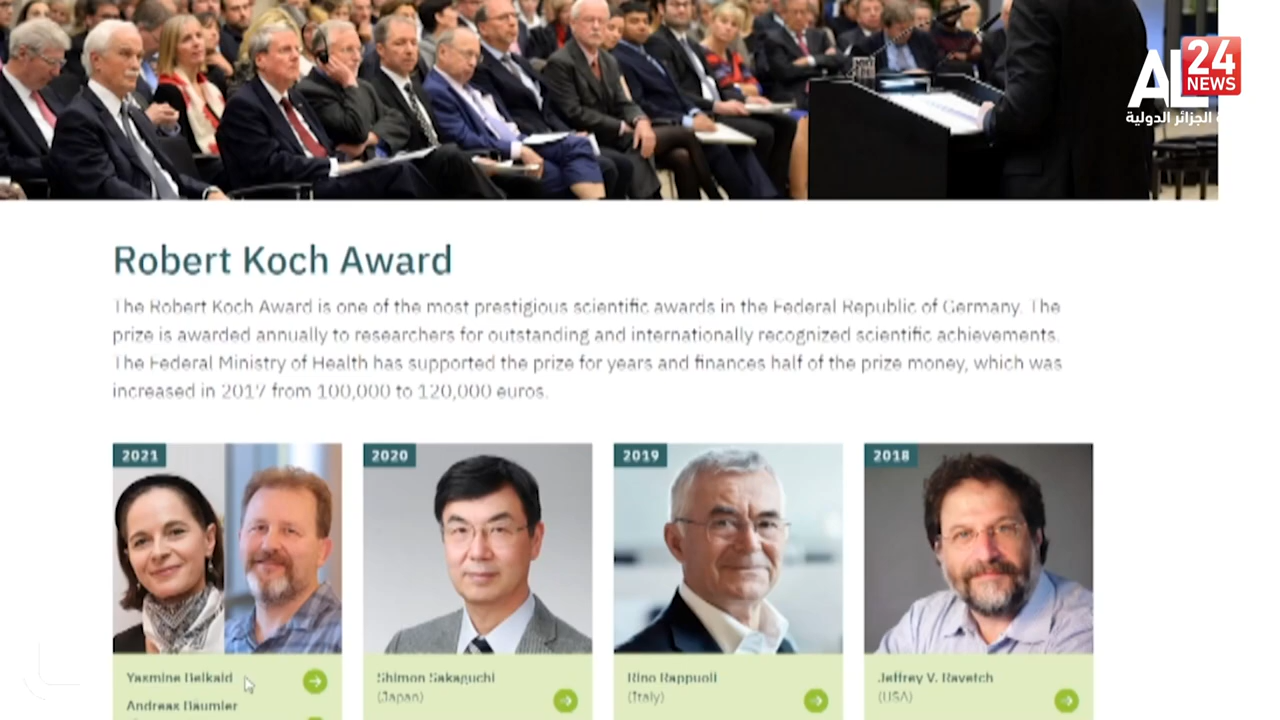 AL
24
NEWS
ة الجزائر الدولية
Robert Koch Award
The Robert Koch Award is one of the most prestigious scientific awards in the Federal Republic of Germany. The
prize is awarded annually to researchers for outstanding and internationally recognized scientific achievements.
The Federal Ministry of Health has supported the prize for years and finances half of the prize money, which was
increased in 2017 from 100,000 to 120,000 euros.
2021
2020
2019
2018
Yasmine Belkaid
Shimon Sakaguchi
Rino Rappuoli
Jeffrey V. Ravetch
(Japan)
(Italy)
(USA)
Andreas Bäumler